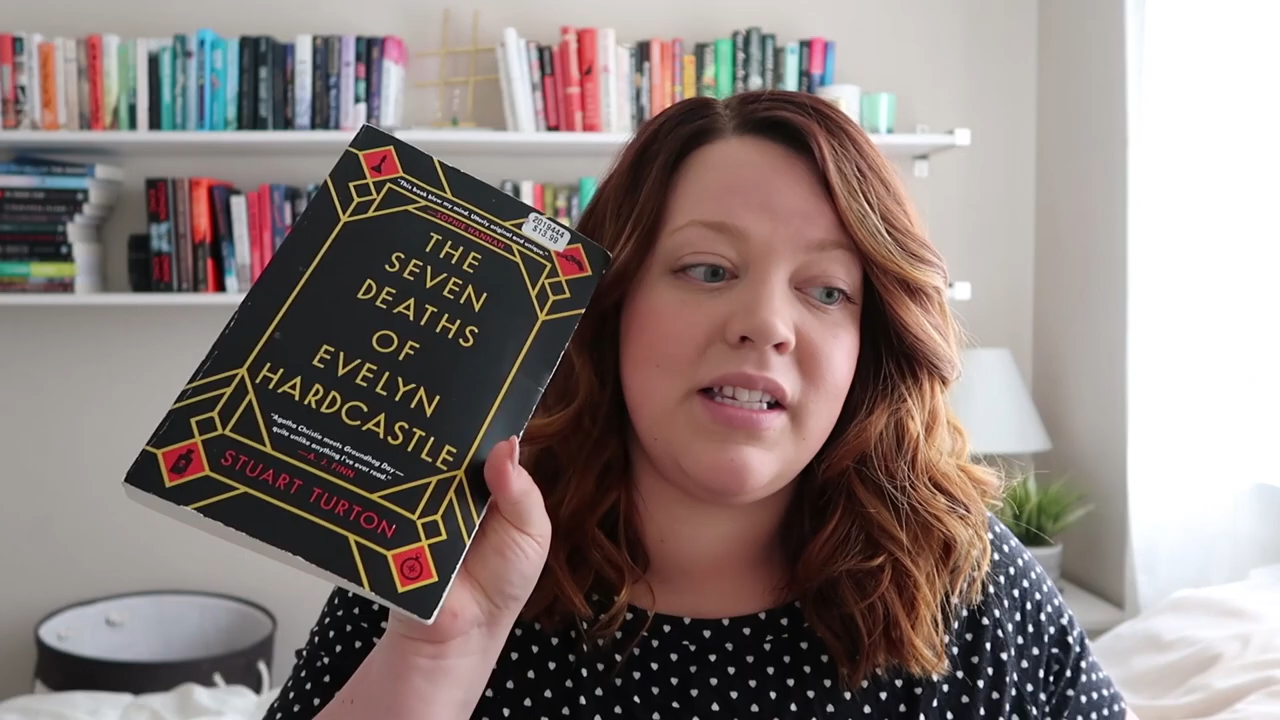 "This book blew my mind. Utterly original and unique."
—SOPHIE HANNAH
2019444
$13.99
THE
SEVEN
DEATHS
OF
EVELYN
HARDCASTLE
"Agatha Christie meets Groundhog Day—
quite unlike anything I've ever read."
—A. J. FINN
STUART TURTON